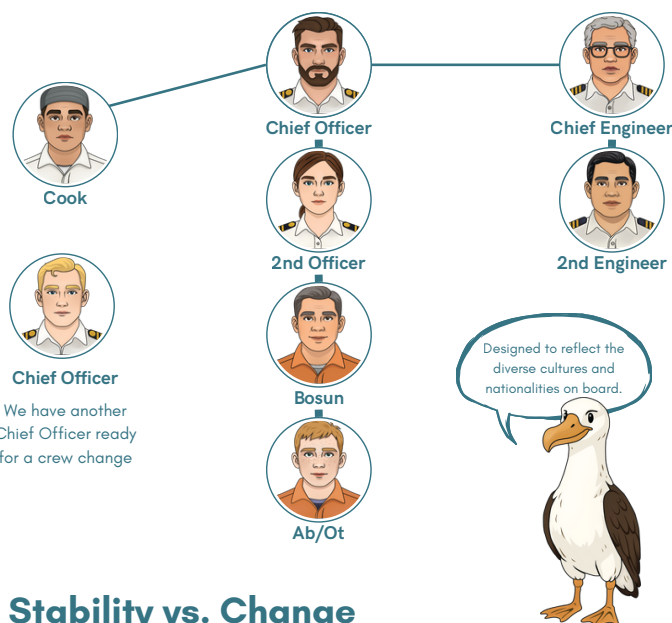 Chief Officer
Chief Engineer
Cook
2nd Officer
2nd Engineer
Chief Officer
We have another
Chief Officer ready
for a crew change
Bosun
Designed to reflect the
diverse cultures and
nationalities on board.
Ab/Ot
Stability vs. Change